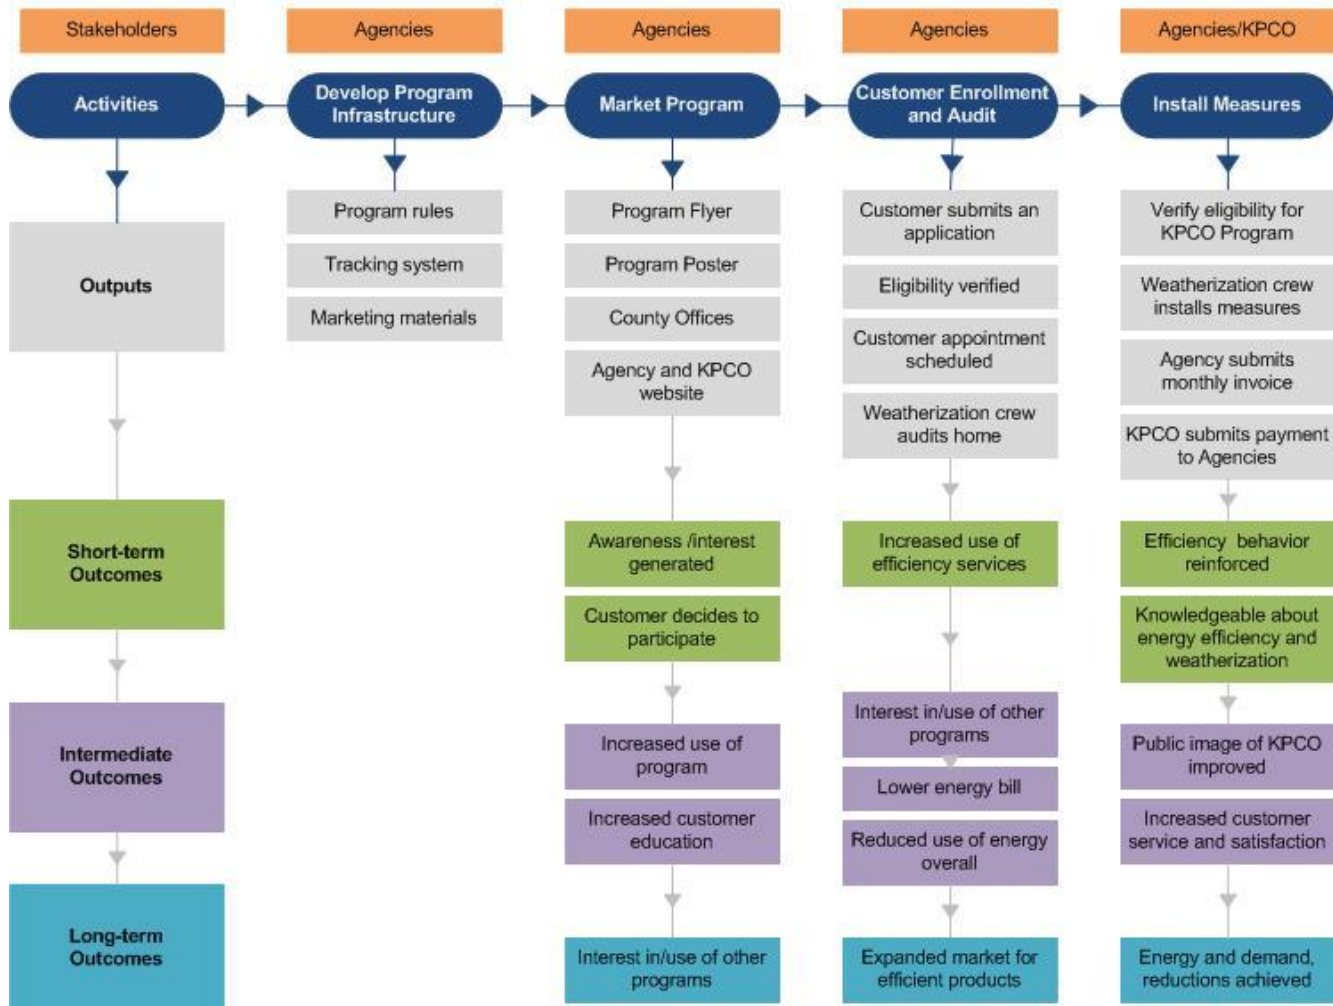 Stakeholders
Agencies
Agencies
Agencies
Agencies/KPCO
Activities
Develop Program
Infrastructure
Market Program
Customer Enrollment
and Audit
Install Measures
Outputs
Program rules
Tracking system
Marketing materials
Program Flyer
Program Poster
County Offices
Agency and KPCO
website
Customer submits an
application
Eligibility verified
Customer appointment
scheduled
Weatherization crew
audits home
Verify eligibility for
KPCO Program
Weatherization crew
installs measures
Agency submits
monthly invoice
KPCO submits payment
to Agencies
Short-term
Outcomes
Awareness /interest
generated
Customer decides to
participate
Increased use of
efficiency services
Efficiency  behavior
reinforced
Knowledgeable about
energy efficiency and
weatherization
Intermediate
Outcomes
Increased use of
program
Increased customer
education
Interest in/use of other
programs
Lower energy bill
Reduced use of energy
overall
Public image of KPCO
improved
Increased customer
service and satisfaction
Long-term
Outcomes
Interest in/use of other
programs
Expanded market for
efficient products
Energy and demand,
reductions achieved